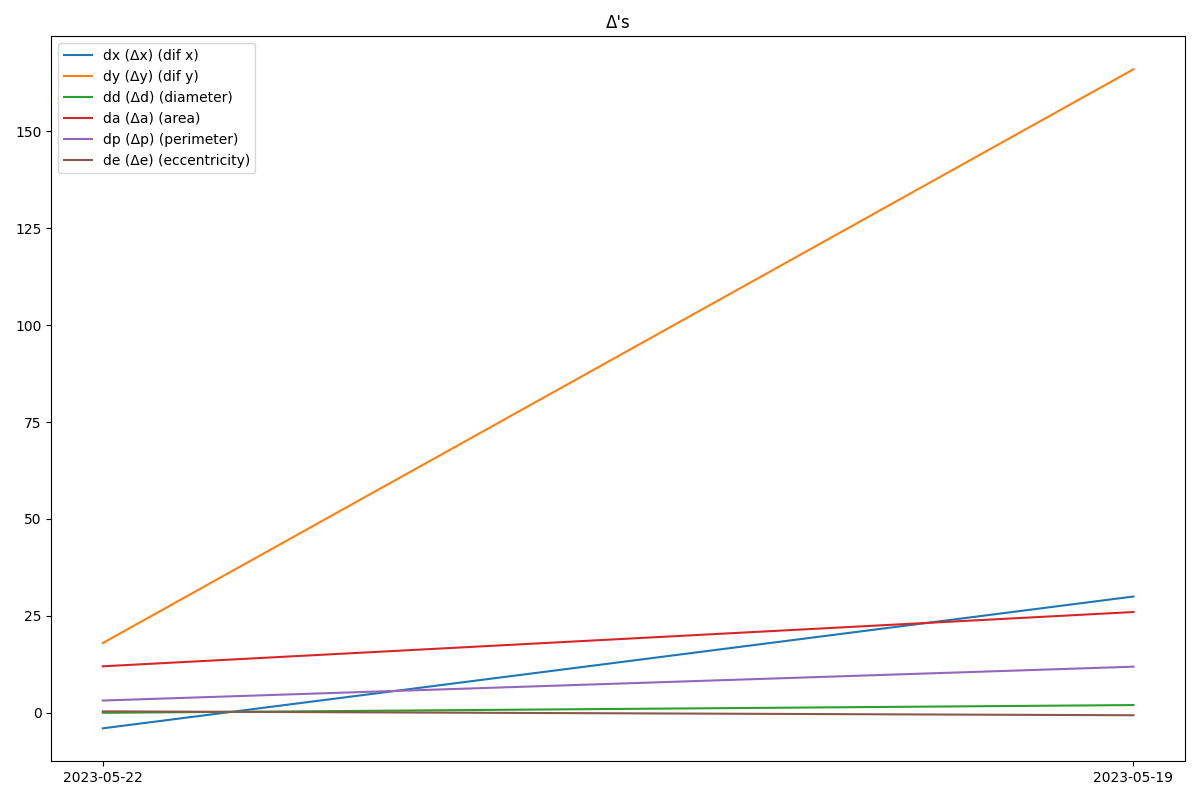 Δ's
dx (Δx) (dif x)
dy (Δy) (dif y)
dd (Δd) (diameter)
da (Δa) (area)
dp (Δp) (perimeter)
de (Δe) (eccentricity)
150
125
100
75
50
25
0
2023-05-22 2023-05-19